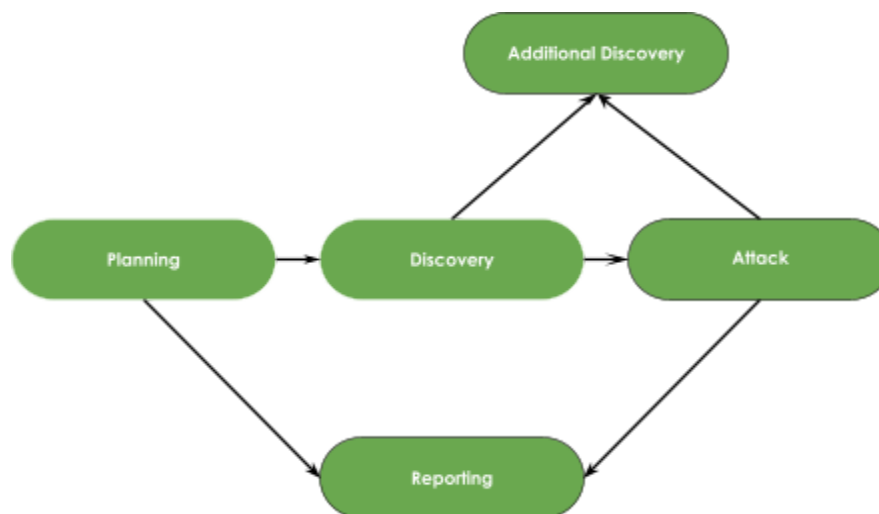 Additional Discovery
Planning
Discovery
Attack
Reporting